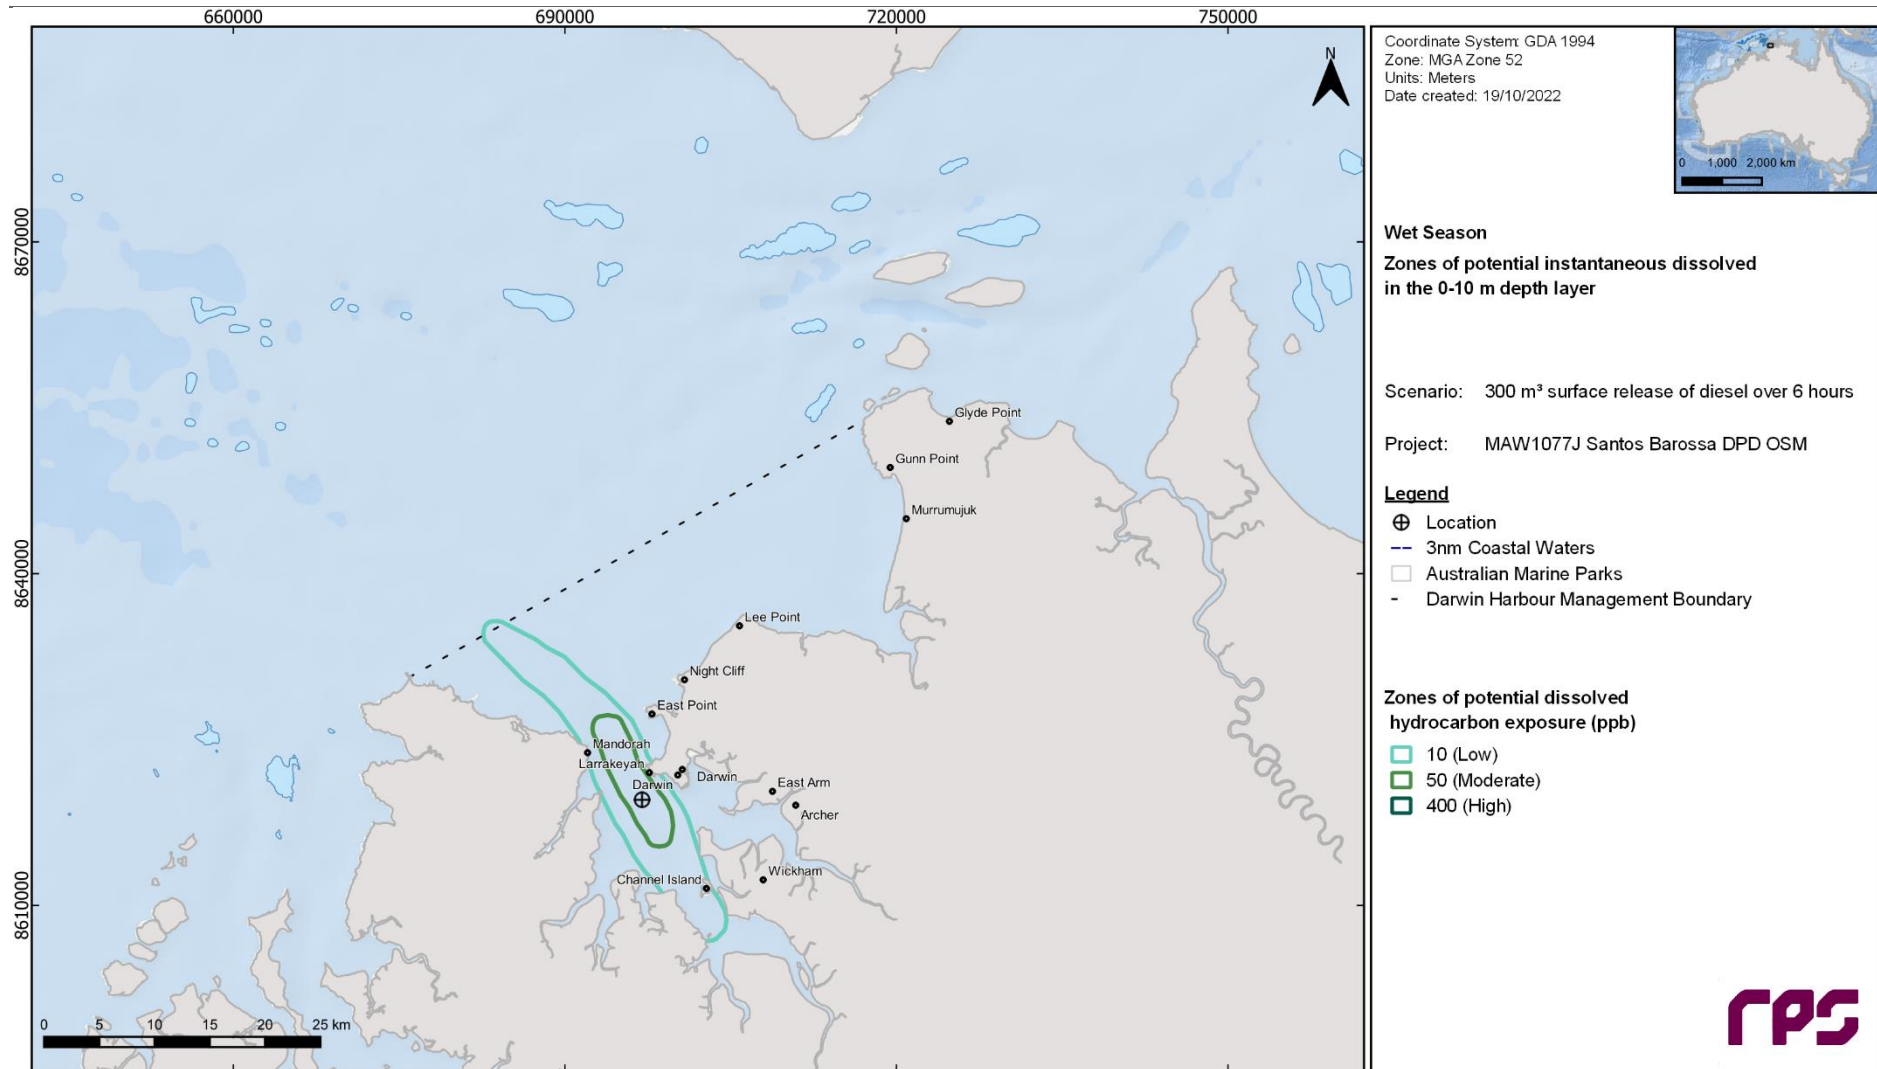 660000
690000
720000
750000
8670000
8640000
8610000
N
Glyde Point
Gunn Point
Murrumujuk
Lee Point
Night Cliff
East Point
Mandorah
Larrakeyah
Darwin
Darwin
East Arm
Archer
Channel Island
Wickham
0 5 10 15 20 25 km
Coordinate System: GDA 1994
Zone: MGA Zone 52
Units: Meters
Date created: 19/10/2022
0 1,000 2,000 km
Wet Season
Zones of potential instantaneous dissolved
in the 0-10 m depth layer
Scenario: 300 m³ surface release of diesel over 6 hours
Project: MAW1077J Santos Barossa DPD OSM
Legend
Location
3nm Coastal Waters
Australian Marine Parks
Darwin Harbour Management Boundary
Zones of potential dissolved
hydrocarbon exposure (ppb)
10 (Low)
50 (Moderate)
400 (High)
rps